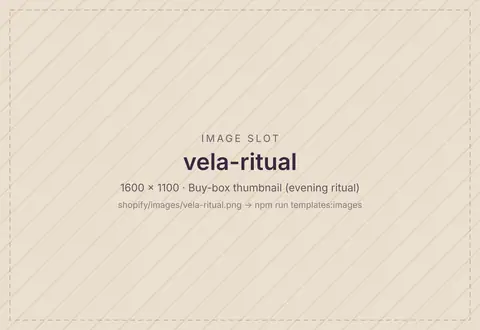 IMAGE SLOT
vela-ritual
1600 × 1100 · Buy-box thumbnail (evening ritual)
shopify/images/vela-ritual.png → npm run templates:images